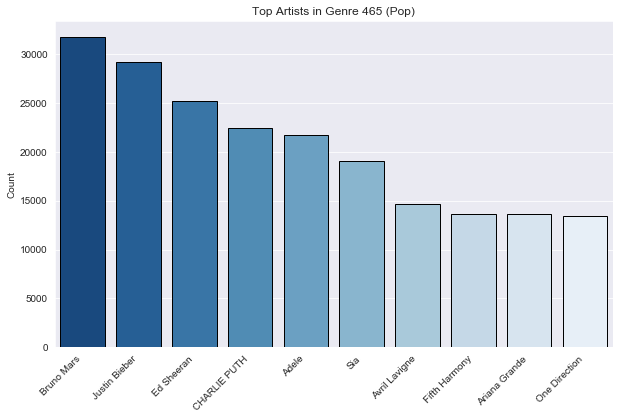 Top Artists in Genre 465 (Pop)
Count
30000
25000
20000
15000
10000
5000
0
Bruno Mars
Justin Bieber
Ed Sheeran
CHARLIE PUTH
Adele
Sia
Avril Lavigne
Fifth Harmony
Ariana Grande
One Direction